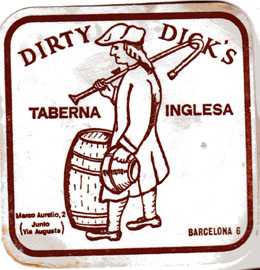 DIRTY DICK'S
TABERNA INGLESA
Marco Aurelio, 2
Junto
(Via Augusta)
BARCELONA 6